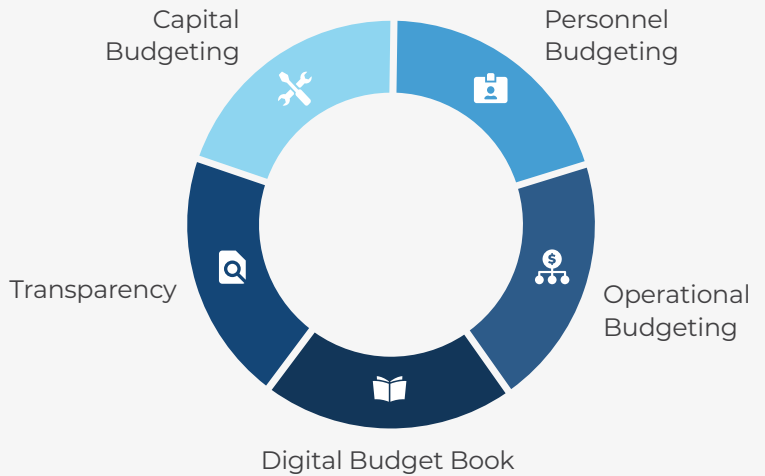 Capital
Budgeting
Personnel
Budgeting
Transparency
$
Operational
Budgeting
Digital Budget Book